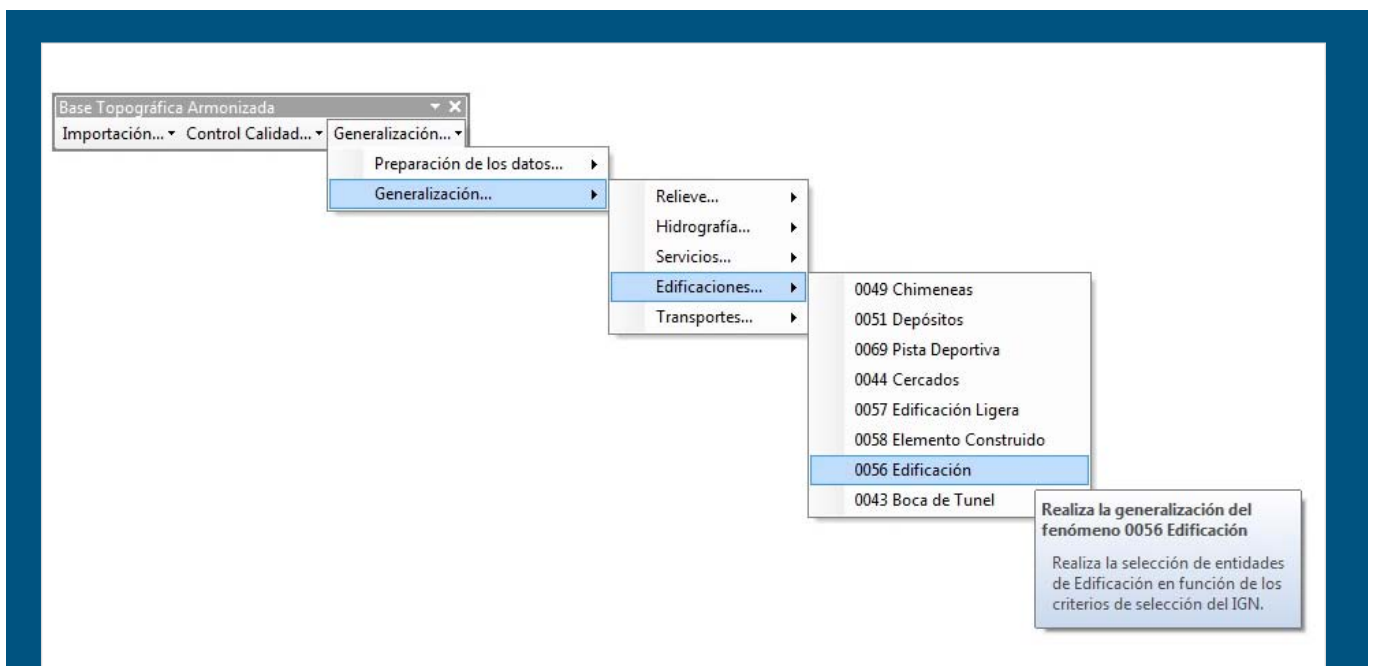 Base Topográfica Armonizada
Importación... Control Calidad... Generalización...
Preparación de los datos...
Generalización...
Relieve...
Hidrografía...
Servicios...
Edificaciones...
Transportes...
0049 Chimeneas
0051 Depósitos
0069 Pista Deportiva
0044 Cercados
0057 Edificación Ligera
0058 Elemento Construido
0056 Edificación
0043 Boca de Tunel
Realiza la generalización del
fenómeno 0056 Edificación
Realiza la selección de entidades
de Edificación en función de los
criterios de selección del IGN.